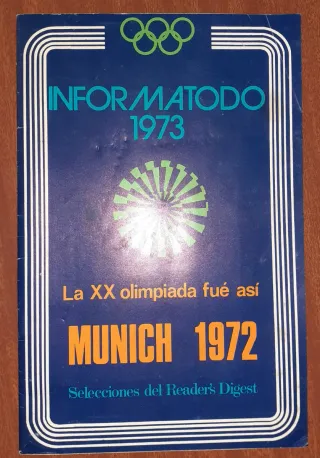 INFORMATODO
1973
La XX olimpiada fué así
MUNICH 1972
Selecciones del Reader's Digest